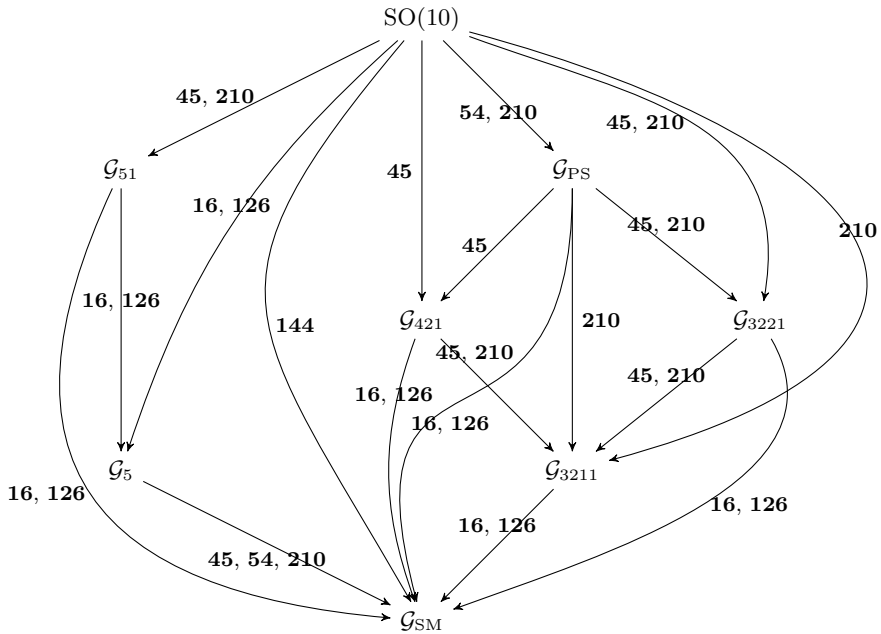 SO(10)
45, 210
54, 210
45, 210
𝒢51
𝒢PS
45
16, 126
210
45
45, 210
16, 126
𝒢421
210
𝒢3221
144
45, 210
45, 210
16, 126
16, 126
𝒢5
𝒢3211
16, 126
16, 126
16, 126
45, 54, 210
𝒢SM